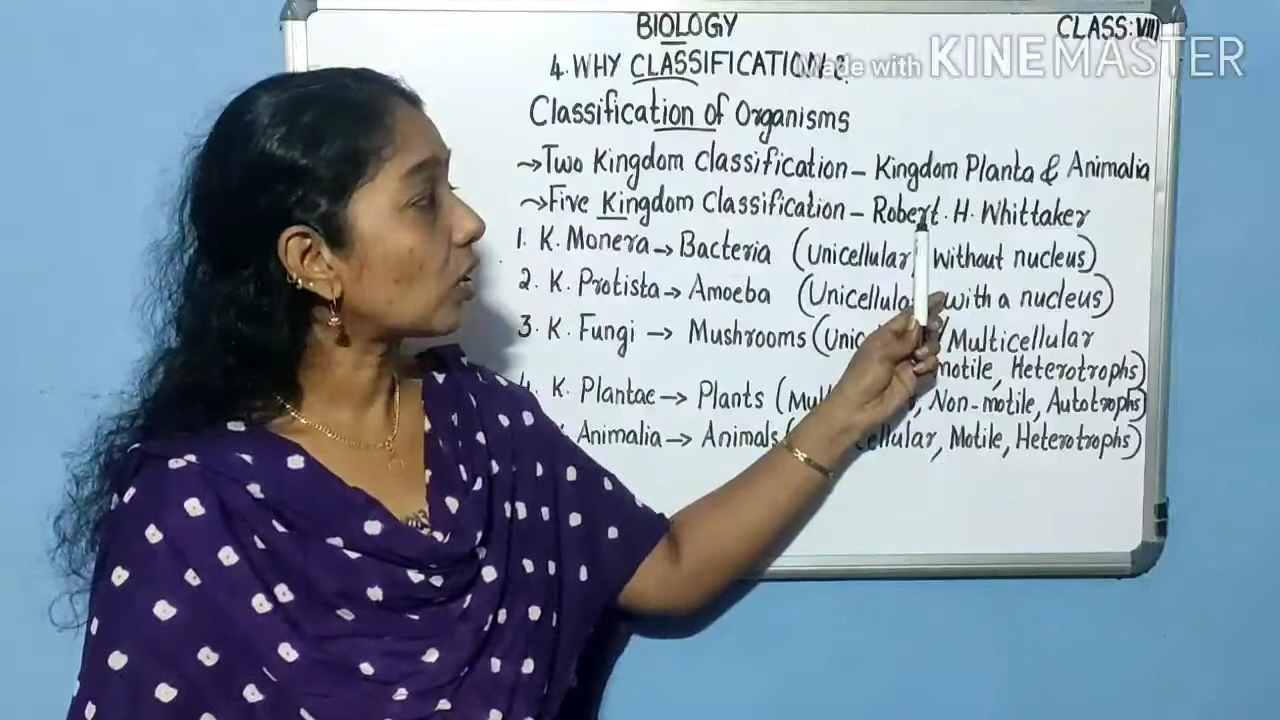 BIOLOGY
CLASS: VIII
4. WHY CLASSIFICATION?
Made with KINEMASTER
Classification of Organisms
→Two Kingdom classification – Kingdom Planta & Animalia
→Five Kingdom Classification – Robert. H. Whittaker
1. K. Monera → Bacteria (Unicellular, without nucleus)
2. K. Protista → Amoeba (Unicellular with a nucleus)
3. K. Fungi → Mushrooms (Unic / Multicellular
motile, Heterotrophs)
4. K. Plantae → Plants (Mul , Non-motile, Autotrophs)
Animalia → Animals ( cellular, Motile, Heterotrophs)